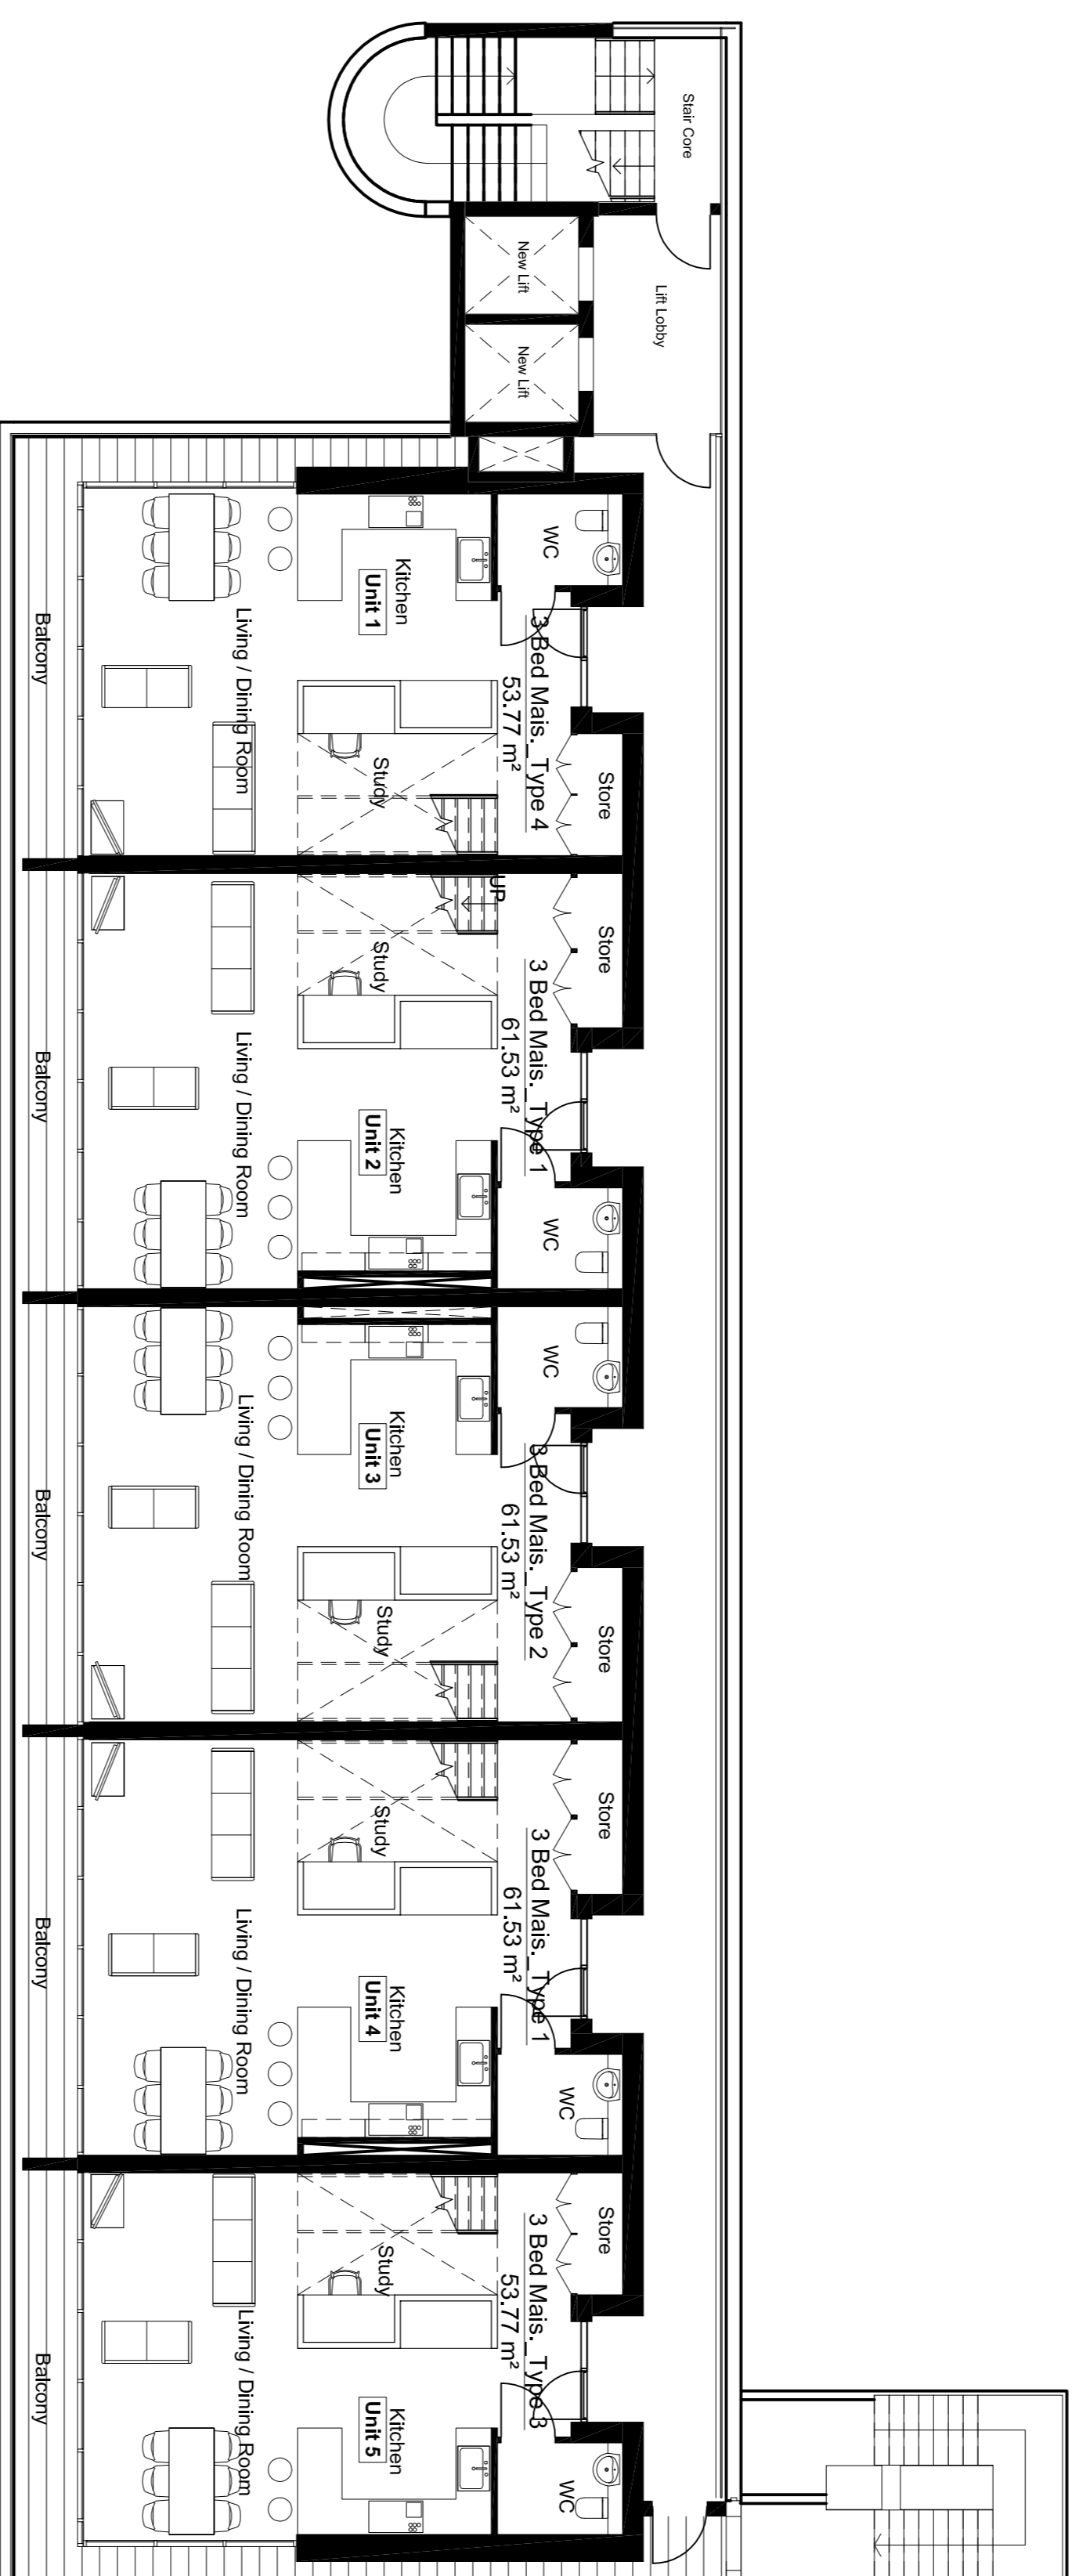 Stair Core
Lift Lobby
New Lift
New Lift
WC
Kitchen
Unit 1
3 Bed Mais._Type 4
53.77 m²
Living / Dining Room
Balcony
Study
Store
Store
UP
Study
3 Bed Mais._Type 1
61.53 m²
Living / Dining Room
Balcony
Kitchen
Unit 2
WC
WC
Kitchen
Unit 3
3 Bed Mais._Type 2
61.53 m²
Living / Dining Room
Balcony
Study
Store
Store
Study
3 Bed Mais._Type 1
61.53 m²
Living / Dining Room
Balcony
Kitchen
Unit 4
WC
Store
Study
3 Bed Mais._Type 3
53.77 m²
Living / Dining Room
Balcony
Kitchen
Unit 5
WC